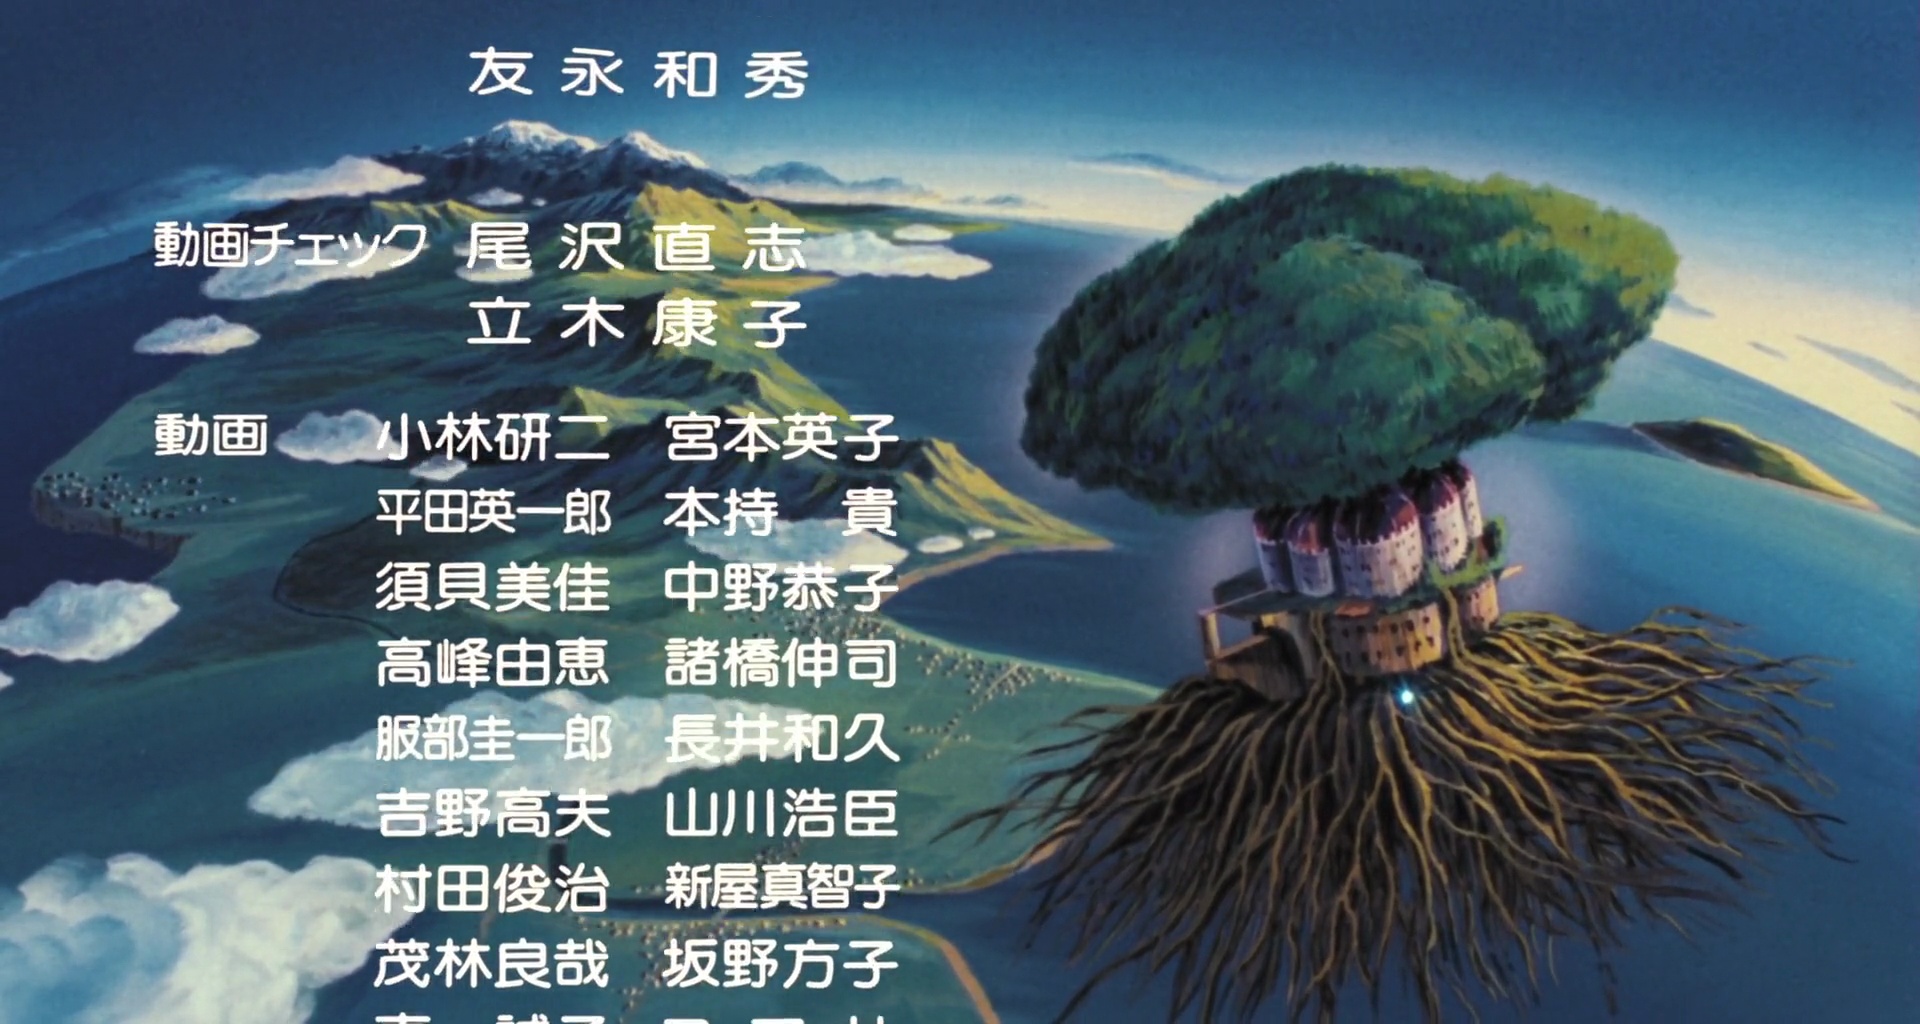 友永和秀
動画チェック 尾沢直志
立木康子
動画 小林研二 宮本英子
平田英一郎 本持 貴
須貝美佳 中野恭子
高峰由恵 諸橋伸司
服部圭一郎 長井和久
吉野高夫 山川浩臣
村田俊治 新屋真智子
茂林良哉 坂野方子